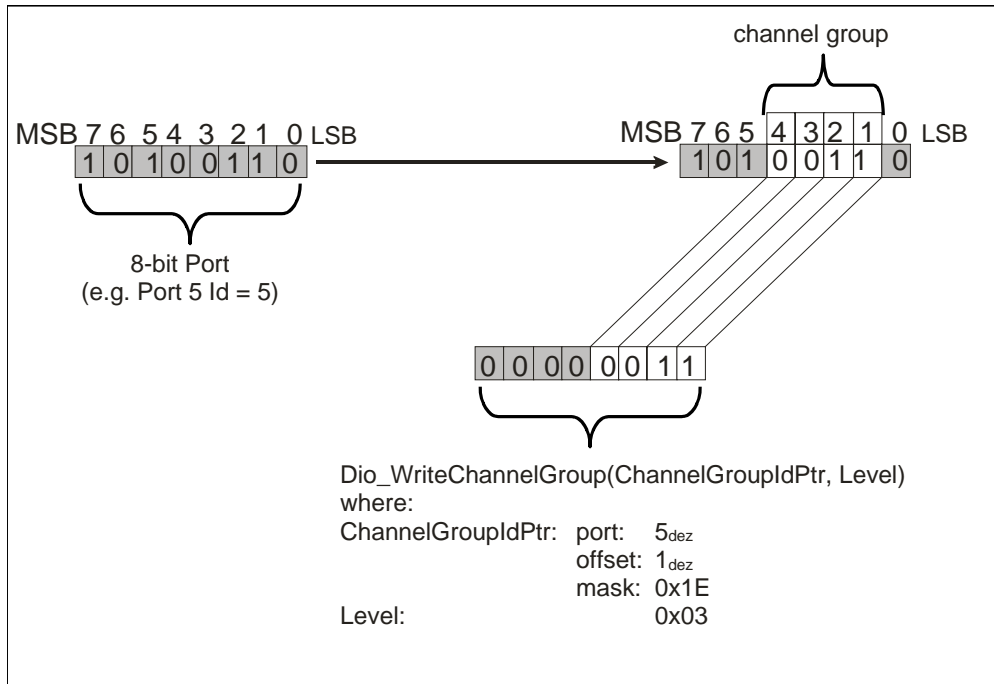 channel group
MSB 7 6 5 4 3 2 1 0 LSB
1 0 1 0 0 1 1 0
MSB 7 6 5 4 3 2 1 0 LSB
1 0 1 0 0 1 1 0
8-bit Port
(e.g. Port 5 Id = 5)
0 0 0 0 0 0 1 1
Dio_WriteChannelGroup(ChannelGroupIdPtr, Level)
where:
ChannelGroupIdPtr: port: 5dez
offset: 1dez
mask: 0x1E
Level: 0x03